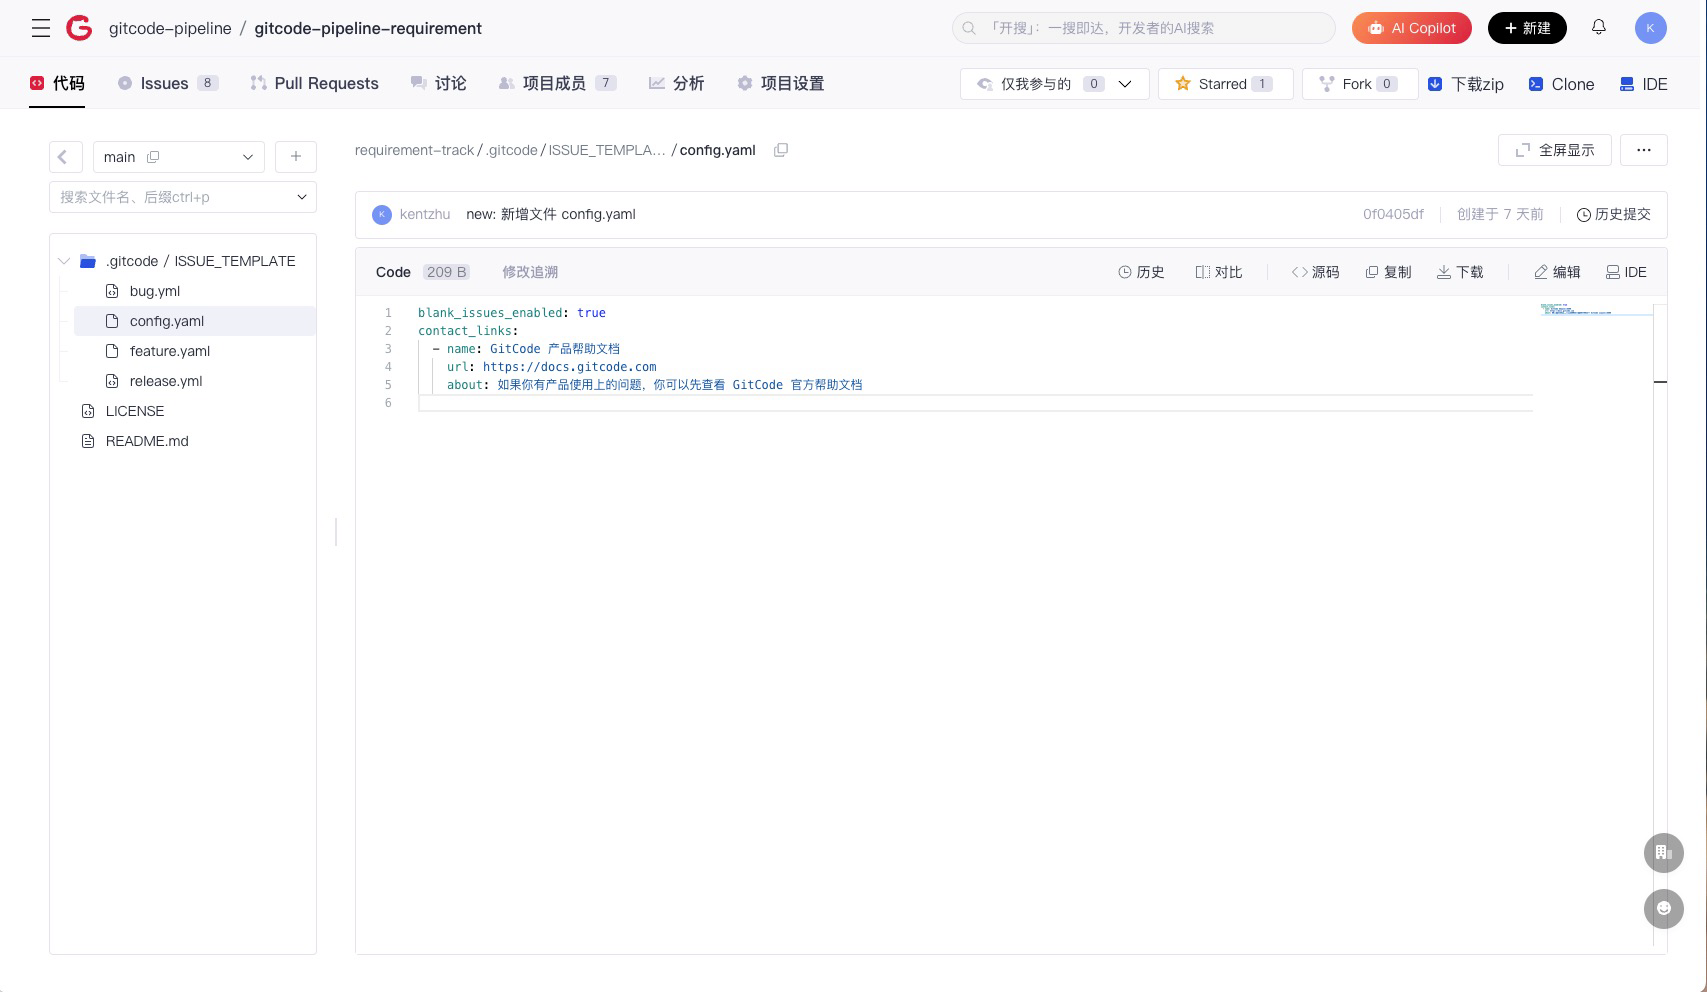 gitcode-pipeline / gitcode-pipeline-requirement
「开搜」：一搜即达，开发者的AI搜索
AI Copilot
+ 新建
K
代码
Issues 8
Pull Requests
讨论
项目成员 7
分析
项目设置
仅我参与的 0
Starred 1
Fork 0
下载zip
Clone
IDE
main
搜索文件名、后缀ctrl+p
.gitcode / ISSUE_TEMPLATE
bug.yml
config.yaml
feature.yaml
release.yml
LICENSE
README.md
requirement-track/.gitcode/ISSUE_TEMPLA... /config.yaml
全屏显示
...
K kentzhu new: 新增文件 config.yaml
0f0405df
创建于 7 天前
历史提交
Code 209 B 修改追溯
历史
对比
源码
复制
下载
编辑
IDE
1 blank_issues_enabled: true
2 contact_links:
3 - name: GitCode 产品帮助文档
4 url: https://docs.gitcode.com
5 about: 如果你有产品使用上的问题，你可以先查看 GitCode 官方帮助文档
6